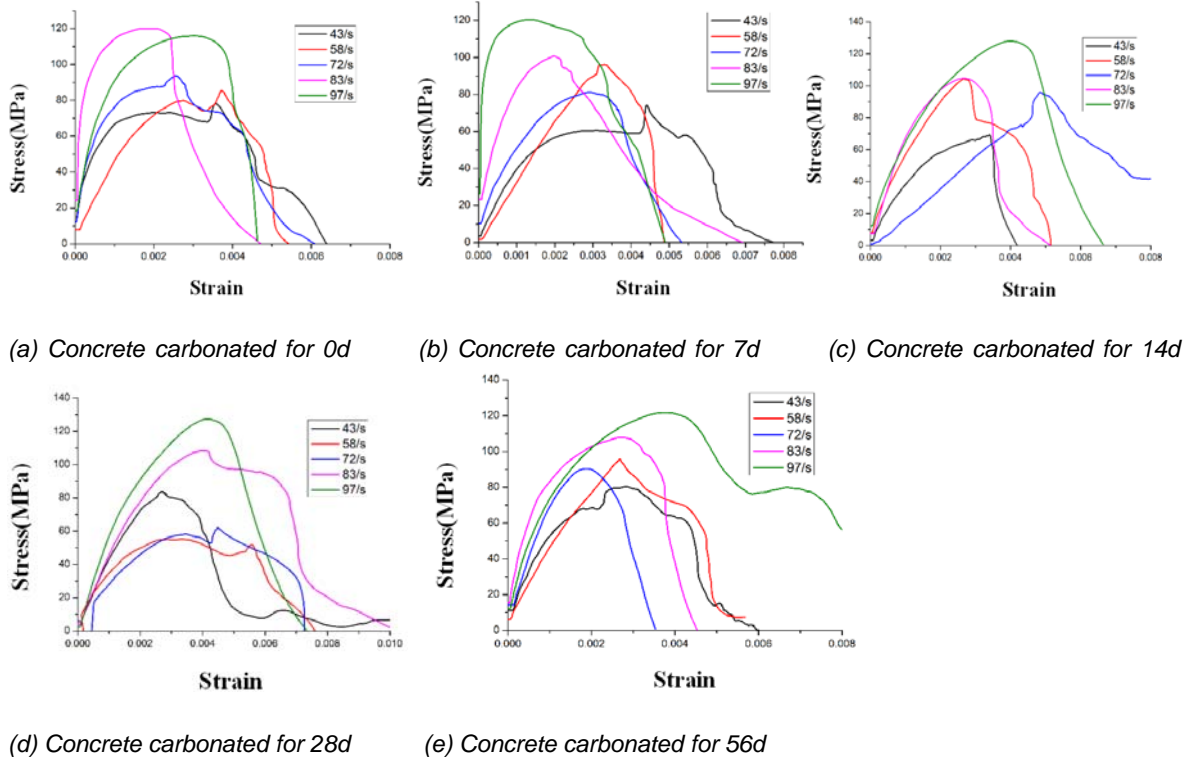 120
100
80
60
40
20
0
Stress(MPa)
43/s
58/s
72/s
83/s
97/s
0.000 0.002 0.004 0.006 0.008
Strain
120
100
80
60
40
20
0
Stress(MPa)
43/s
58/s
72/s
83/s
97/s
0.000 0.001 0.002 0.003 0.004 0.005 0.006 0.007 0.008
Strain
140
120
100
80
60
40
20
0
Stress(MPa)
43/s
58/s
72/s
83/s
97/s
0.000 0.002 0.004 0.006 0.008
Strain
(a) Concrete carbonated for 0d
(b) Concrete carbonated for 7d
(c) Concrete carbonated for 14d
140
120
100
80
60
40
20
0
Stress(MPa)
43/s
58/s
72/s
83/s
97/s
0.000 0.002 0.004 0.006 0.008 0.010
Strain
140
120
100
80
60
40
20
0
Stress(MPa)
43/s
58/s
72/s
83/s
97/s
0.000 0.002 0.004 0.006 0.008
Strain
(d) Concrete carbonated for 28d
(e) Concrete carbonated for 56d